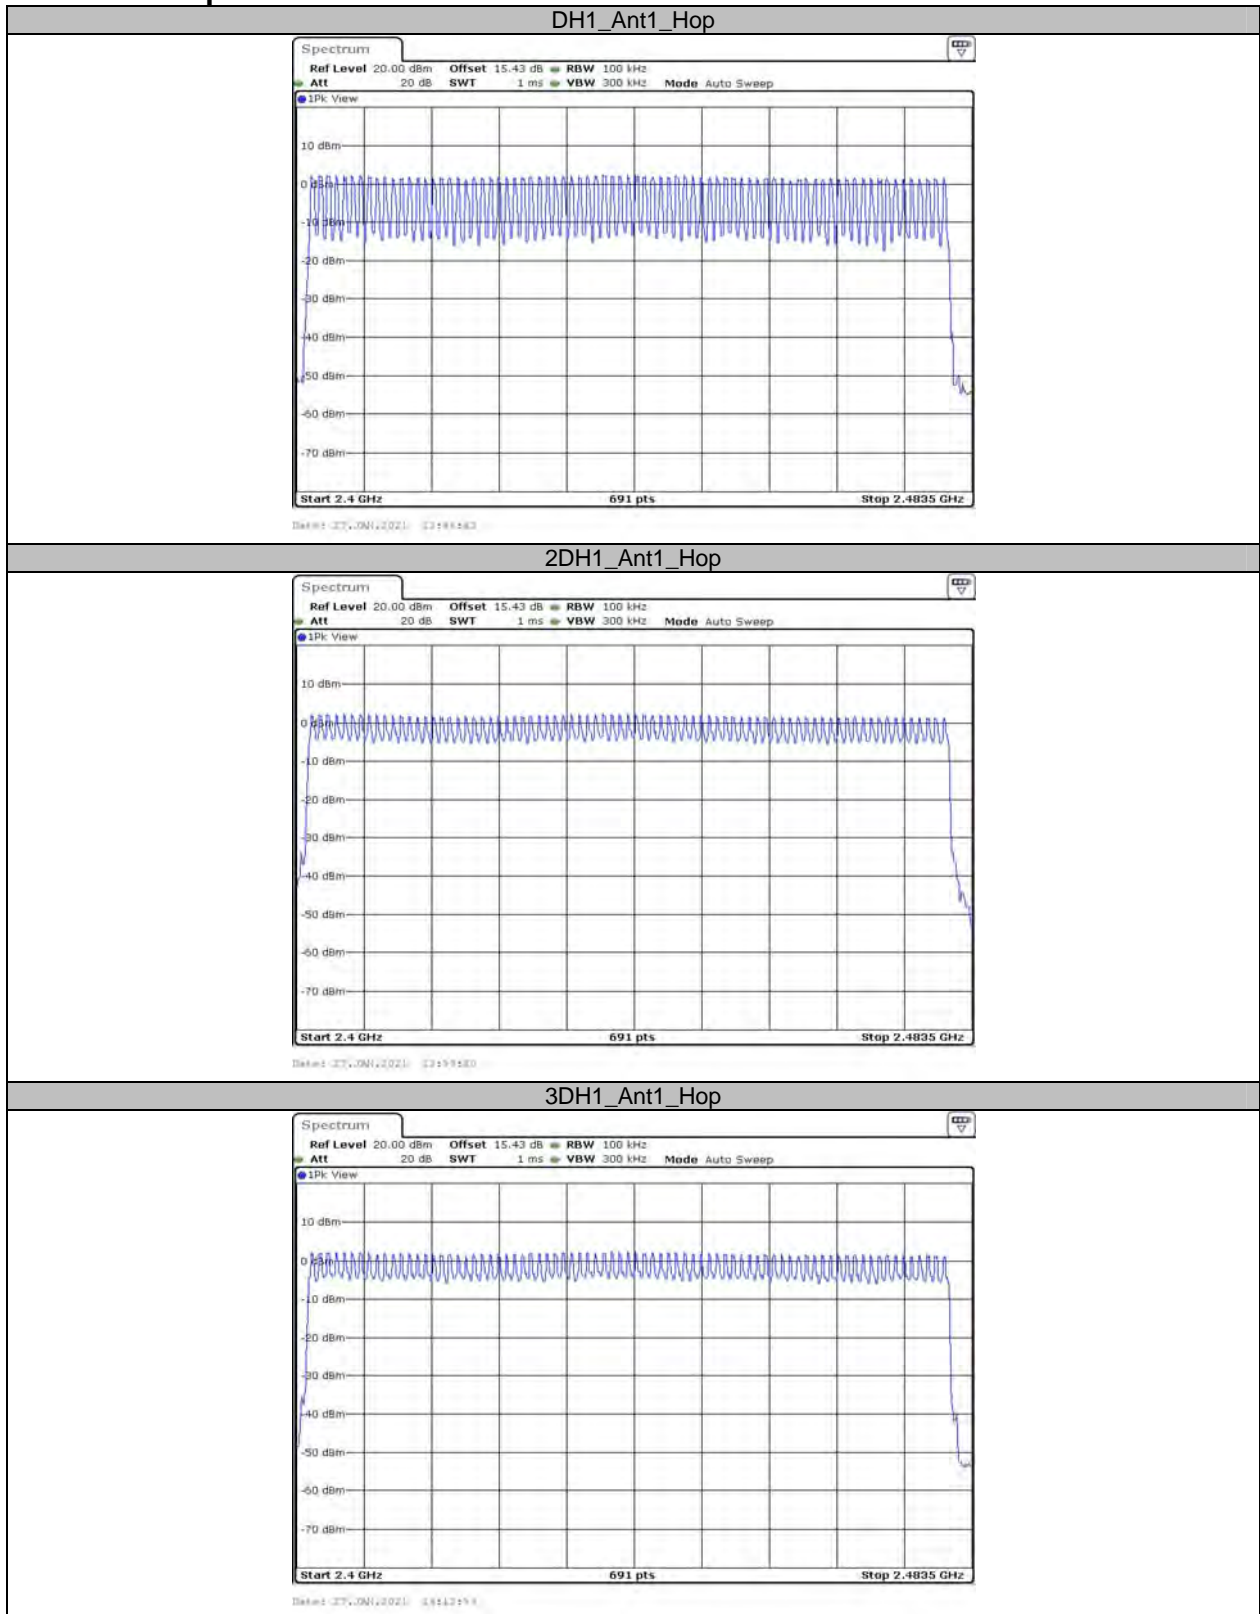 DH1_Ant1_Hop
Spectrum
Ref Level 20.00 dBm Offset 15.43 dB RBW 100 kHz
Att 20 dB SWT 1 ms VBW 300 kHz Mode Auto Sweep
1Pk View
10 dBm
0 dBm
-10 dBm
-20 dBm
-30 dBm
-40 dBm
-50 dBm
-60 dBm
-70 dBm
Start 2.4 GHz 691 pts Stop 2.4835 GHz
2DH1_Ant1_Hop
Spectrum
Ref Level 20.00 dBm Offset 15.43 dB RBW 100 kHz
Att 20 dB SWT 1 ms VBW 300 kHz Mode Auto Sweep
1Pk View
10 dBm
0 dBm
-10 dBm
-20 dBm
-30 dBm
-40 dBm
-50 dBm
-60 dBm
-70 dBm
Start 2.4 GHz 691 pts Stop 2.4835 GHz
3DH1_Ant1_Hop
Spectrum
Ref Level 20.00 dBm Offset 15.43 dB RBW 100 kHz
Att 20 dB SWT 1 ms VBW 300 kHz Mode Auto Sweep
1Pk View
10 dBm
0 dBm
-10 dBm
-20 dBm
-30 dBm
-40 dBm
-50 dBm
-60 dBm
-70 dBm
Start 2.4 GHz 691 pts Stop 2.4835 GHz